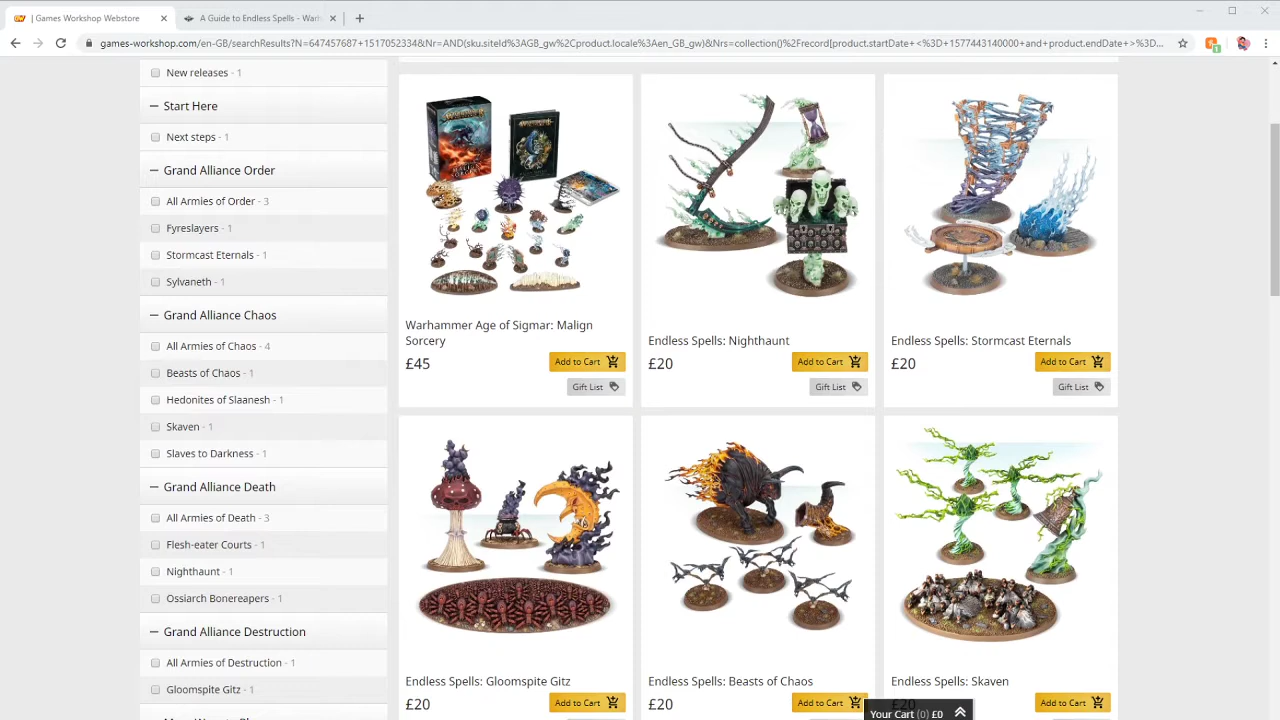 | Games Workshop Webstore
A Guide to Endless Spells - Warh
games-workshop.com/en-GB/searchResults?N=647457687+1517052334&Nr=AND(sku.siteId%3AGB_gw%2Cproduct.locale%3Aen_GB_gw)&Nrs=collection()%2Frecord[product.startDate+<%3D+1577443140000+and+product.endDate+>%3D...
New releases - 1
Start Here
Next steps - 1
Grand Alliance Order
All Armies of Order - 3
Fyreslayers - 1
Stormcast Eternals - 1
Sylvaneth - 1
Grand Alliance Chaos
All Armies of Chaos - 4
Beasts of Chaos - 1
Hedonites of Slaanesh - 1
Skaven - 1
Slaves to Darkness - 1
Grand Alliance Death
All Armies of Death - 3
Flesh-eater Courts - 1
Nighthaunt - 1
Ossiarch Bonereapers - 1
Grand Alliance Destruction
All Armies of Destruction - 1
Gloomspite Gitz - 1
Warhammer Age of Sigmar: Malign
Sorcery
£45
Add to Cart
Gift List
Endless Spells: Nighthaunt
£20
Add to Cart
Gift List
Endless Spells: Stormcast Eternals
£20
Add to Cart
Gift List
Endless Spells: Gloomspite Gitz
£20
Add to Cart
Endless Spells: Beasts of Chaos
£20
Add to Cart
Endless Spells: Skaven
£20
Add to Cart
Your Cart (0) £0